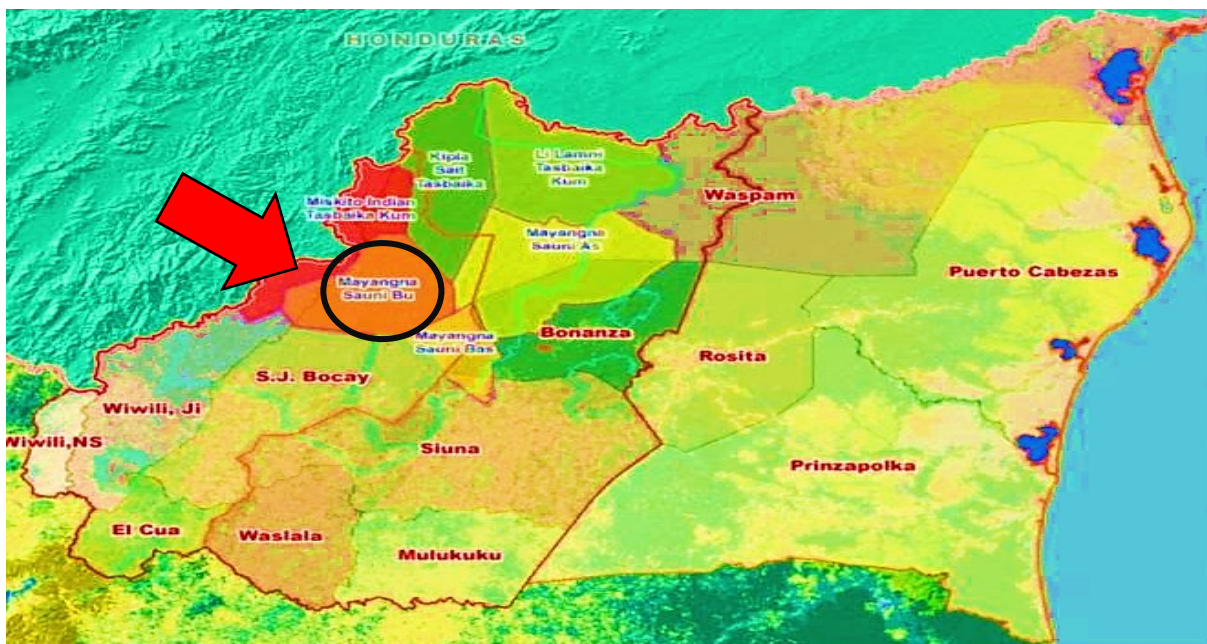 HONDURAS
Kipla
Sait
Tasbaika
Li Lamni
Tasbaika
Kum
Miskito Indian
Tasbaika Kum
Waspam
Mayangna
Sauni As
Puerto Cabezas
Mayangna
Sauni Bu
Bonanza
Mayangna
Sauni Bas
Rosita
S.J. Bocay
Wiwili, Ji
Wiwili,NS
Siuna
Prinzapolka
El Cua
Waslala
Mulukuku